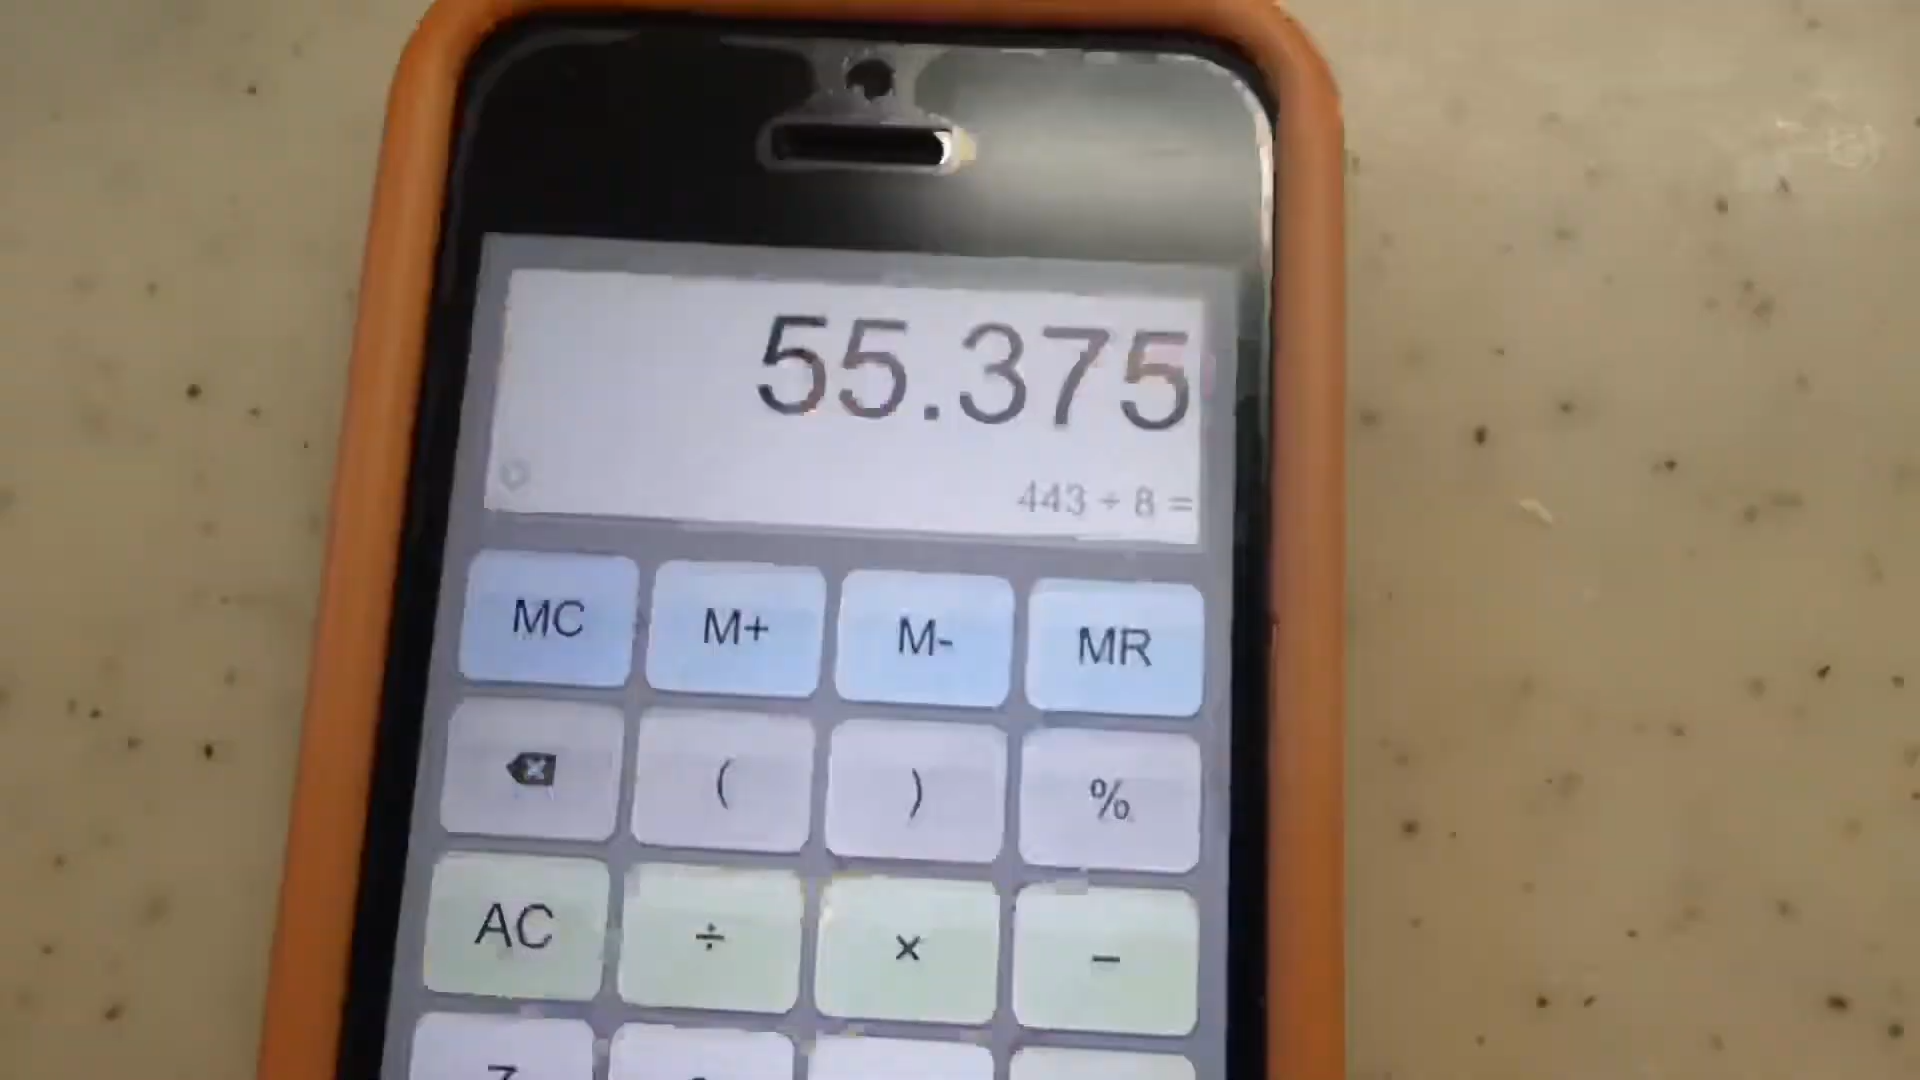 55.375
443 ÷ 8 =
MC M+ M- MR
( ) %
AC ÷ × −